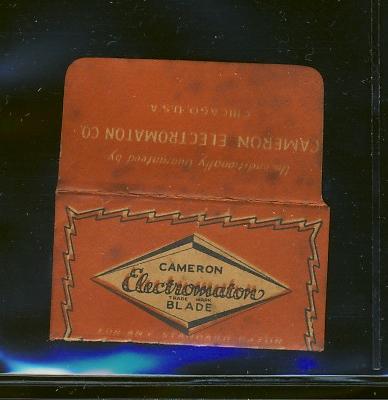 Unconditionally Guaranteed by
CAMERON ELECTROMATON CO.
CHICAGO, U.S.A.
CAMERON
Electromaton
TRADE MARK
BLADE
FOR ANY STANDARD RAZOR